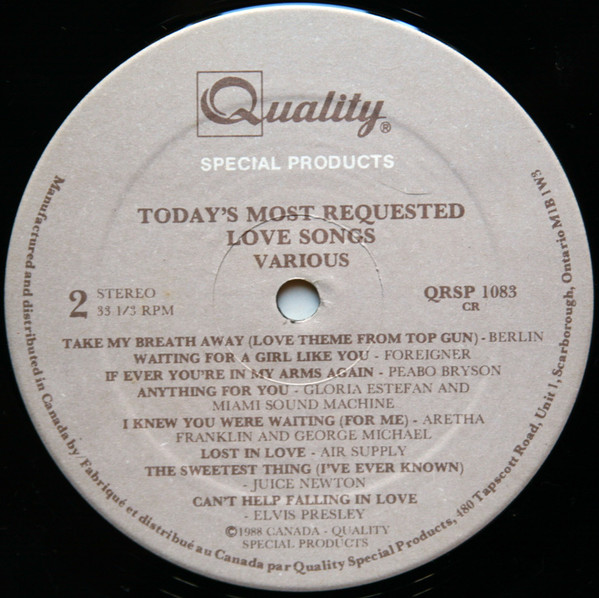 Quality®
SPECIAL PRODUCTS
TODAY'S MOST REQUESTED
LOVE SONGS
VARIOUS
2 STEREO
33 1/3 RPM
QRSP 1083
CR
TAKE MY BREATH AWAY (LOVE THEME FROM TOP GUN) - BERLIN
WAITING FOR A GIRL LIKE YOU - FOREIGNER
IF EVER YOU'RE IN MY ARMS AGAIN - PEABO BRYSON
ANYTHING FOR YOU - GLORIA ESTEFAN AND
MIAMI SOUND MACHINE
I KNEW YOU WERE WAITING (FOR ME) - ARETHA
FRANKLIN AND GEORGE MICHAEL
LOST IN LOVE - AIR SUPPLY
THE SWEETEST THING (I'VE EVER KNOWN)
- JUICE NEWTON
CAN'T HELP FALLING IN LOVE
- ELVIS PRESLEY
©1988 CANADA - QUALITY
SPECIAL PRODUCTS
Manufactured and distributed in Canada by/Fabriqué et distribué au Canada par Quality Special Products, 480 Tapscott Road, Unit 1, Scarborough, Ontario M1B 1W3